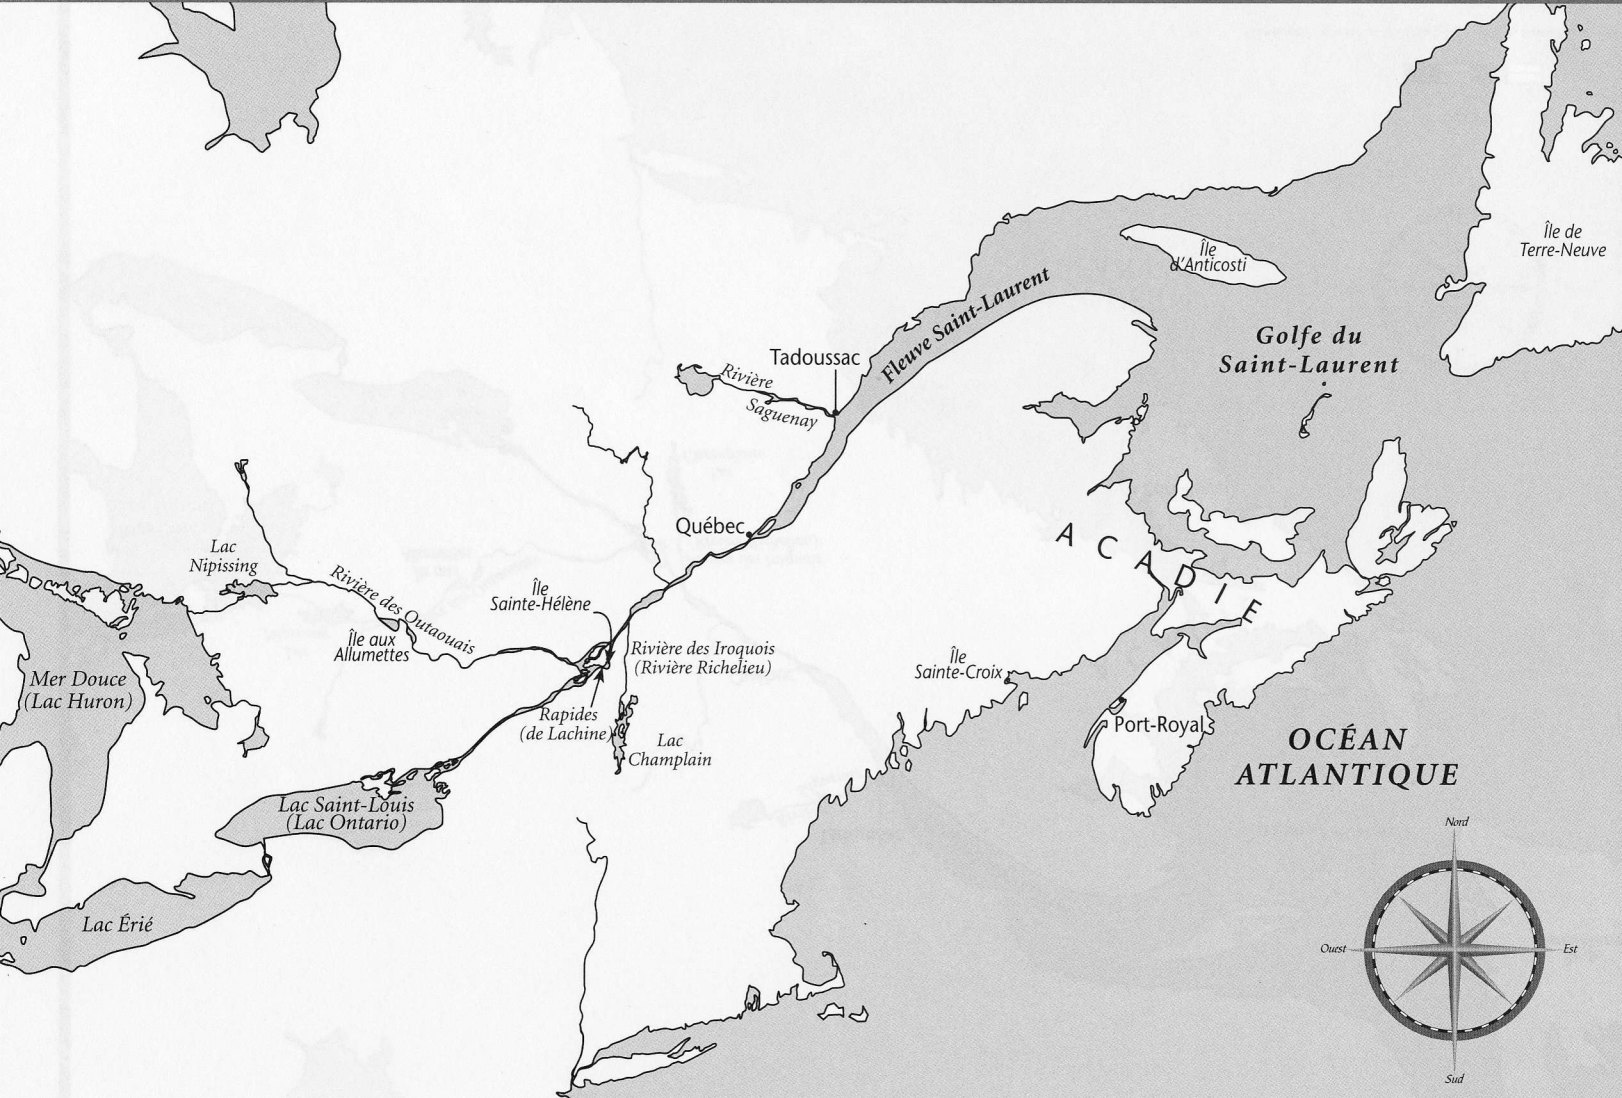 Île de
Terre-Neuve
Île
d'Anticosti
Fleuve Saint-Laurent
Golfe du
Saint-Laurent
Tadoussac
Rivière
Saguenay
Québec
ACADIE
Lac
Nipissing
Rivière des Outaouais
Île
Sainte-Hélène
Île aux
Allumettes
Rivière des Iroquois
(Rivière Richelieu)
Île
Sainte-Croix
Mer Douce
(Lac Huron)
Rapides
(de Lachine)
Lac
Champlain
Port-Royal
OCÉAN
ATLANTIQUE
Lac Saint-Louis
(Lac Ontario)
Lac Érié
Nord
Ouest
Est
Sud